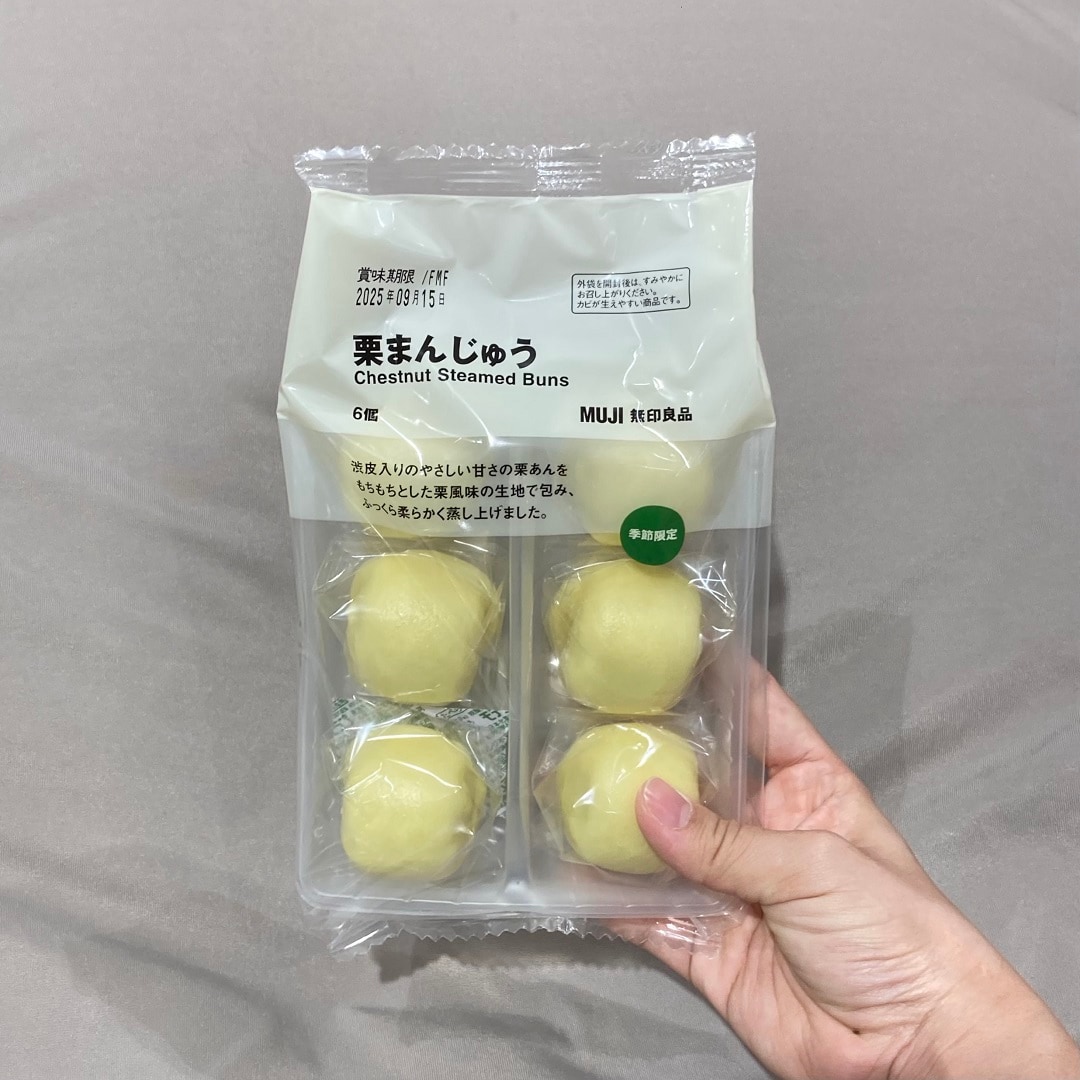 賞味期限 /FMF
2025年09月15日
外袋を開封後は、すみやかに
お召し上がりください。
カビが生えやすい商品です。
栗まんじゅう
Chestnut Steamed Buns
6個
MUJI 無印良品
渋皮入りのやさしい甘さの栗あんを
もちもちとした栗風味の生地で包み、
ふっくら柔らかく蒸し上げました。
季節限定